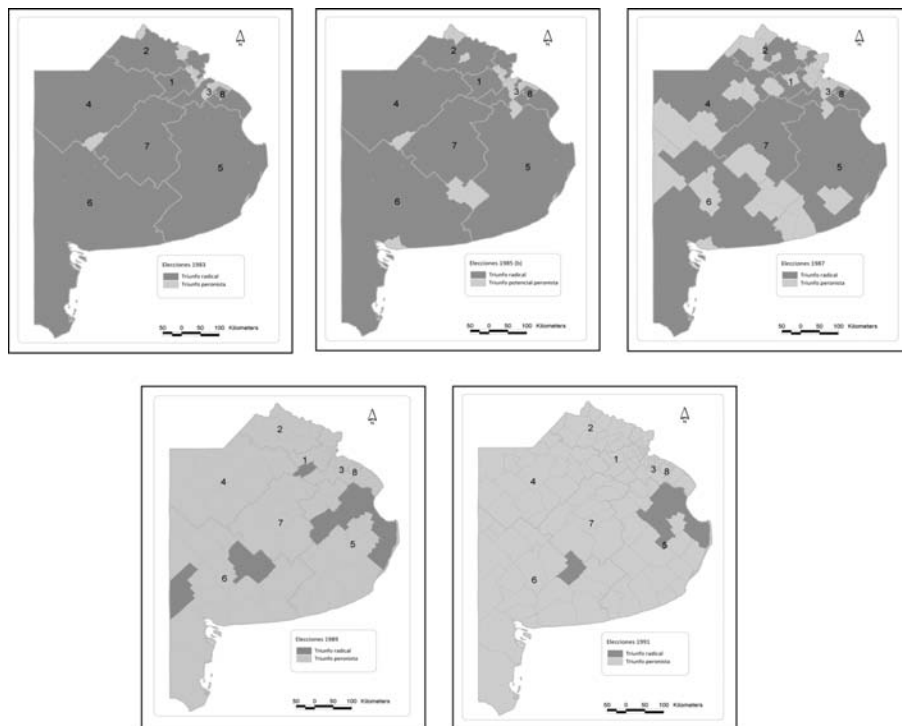 2
1
3 8
4
7
5
6
Elecciones 1983
Triunfo radical
Triunfo peronista
50 0 50 100 Kilometers
2
1
3 8
4
7
5
6
Elecciones 1985 (b)
Triunfo radical
Triunfo potencial peronista
50 0 50 100 Kilometers
2
1
4
3 8
7
5
6
Elecciones 1987
Triunfo radical
Triunfo peronista
50 0 50 100 Kilometers
2
1
3 8
4
7
5
6
Elecciones 1989
Triunfo radical
Triunfo peronista
50 0 50 100 Kilometers
2
1
3 8
4
7
5
6
Elecciones 1991
Triunfo radical
Triunfo peronista
50 0 50 100 Kilometers